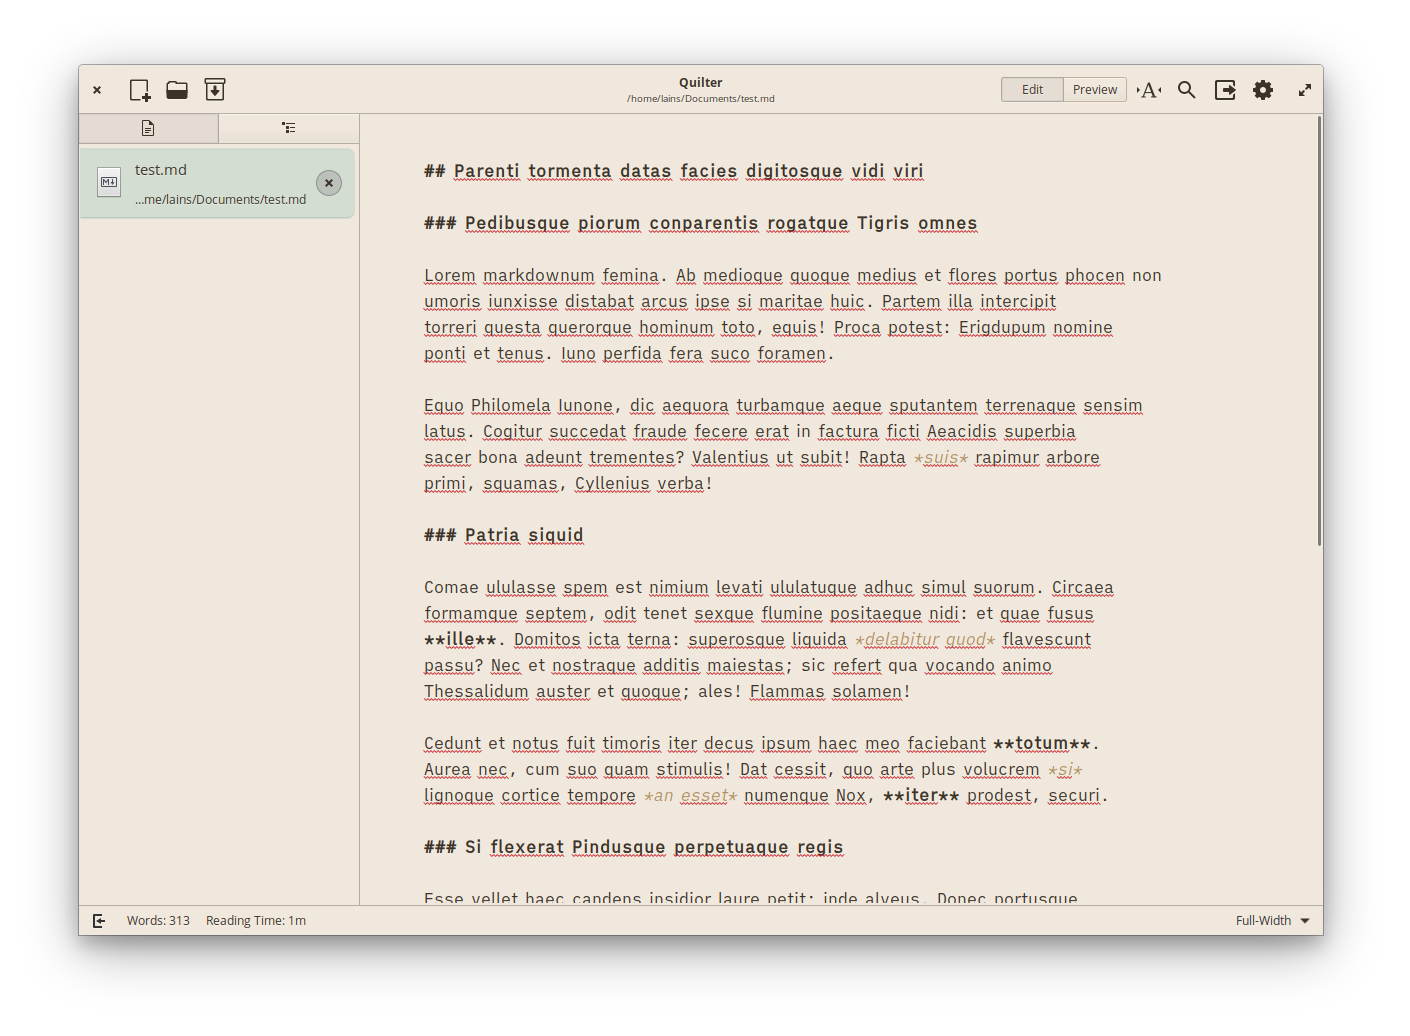 Quilter
/home/lains/Documents/test.md
Edit
Preview
A
test.md
...me/lains/Documents/test.md
## Parenti tormenta datas facies digitosque vidi viri
### Pedibusque piorum conparentis rogatque Tigris omnes
Lorem markdownum femina. Ab medioque quoque medius et flores portus phocen non
umoris iunxisse distabat arcus ipse si maritae huic. Partem illa intercipit
torreri questa querorque hominum toto, equis! Proca potest: Erigdupum nomine
ponti et tenus. Iuno perfida fera suco foramen.
Equo Philomela Iunone, dic aequora turbamque aeque sputantem terrenaque sensim
latus. Cogitur succedat fraude fecere erat in factura ficti Aeacidis superbia
sacer bona adeunt trementes? Valentius ut subit! Rapta *suis* rapimur arbore
primi, squamas, Cyllenius verba!
### Patria siquid
Comae ululasse spem est nimium levati ululatuque adhuc simul suorum. Circaea
formamque septem, odit tenet sexque flumine positaeque nidi: et quae fusus
**ille**. Domitos icta terna: superosque liquida *delabitur quod* flavescunt
passu? Nec et nostraque additis maiestas; sic refert qua vocando animo
Thessalidum auster et quoque; ales! Flammas solamen!
Cedunt et notus fuit timoris iter decus ipsum haec meo faciebant **totum**.
Aurea nec, cum suo quam stimulis! Dat cessit, quo arte plus volucrem *si*
lignoque cortice tempore *an esset* numenque Nox, **iter** prodest, securi.
### Si flexerat Pindusque perpetuaque regis
Esse vellet haec candens insidior laure petit; inde alveus. Donec portusque
Words: 313
Reading Time: 1m
Full-Width